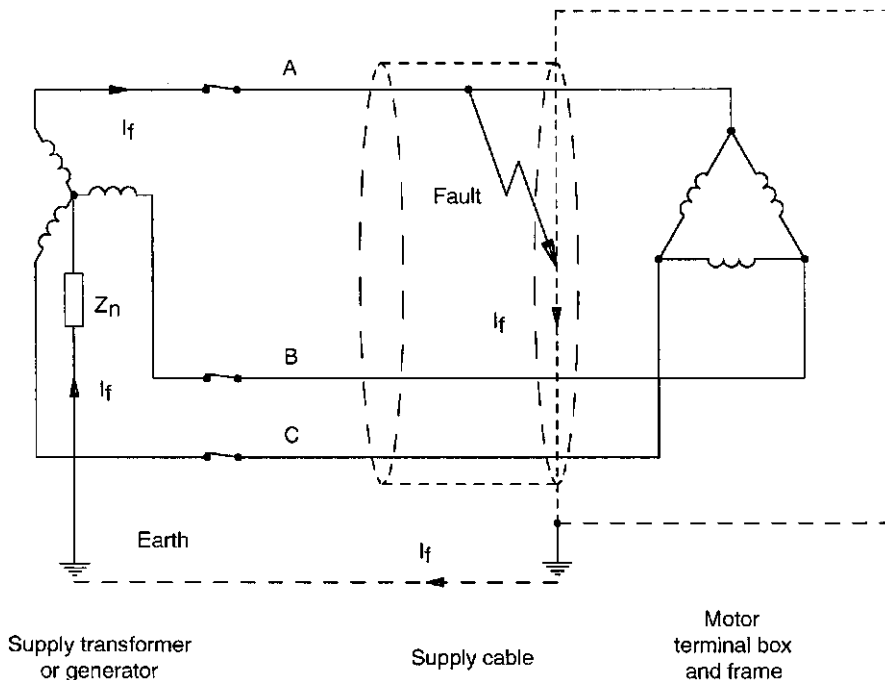 A
If
Fault
Zn
If
B
If
C
Earth
If
Supply transformer
or generator
Supply cable
Motor
terminal box
and frame